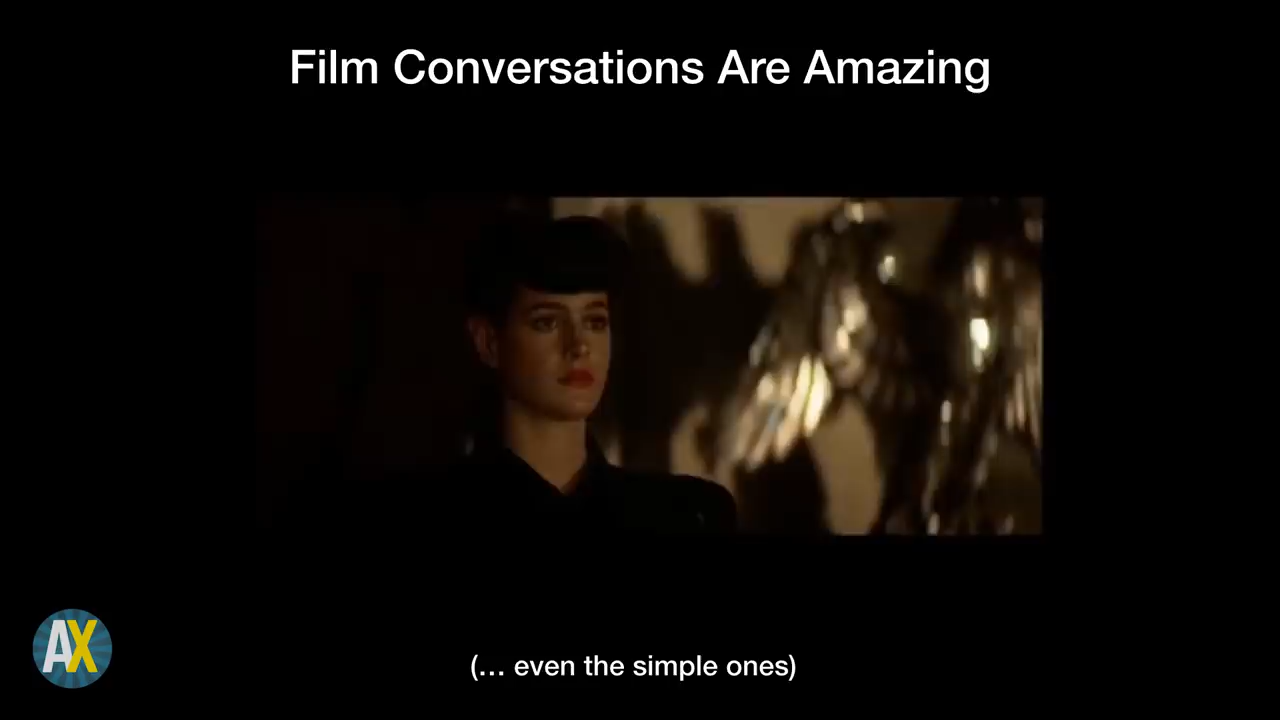 Film Conversations Are Amazing
AX
(... even the simple ones)